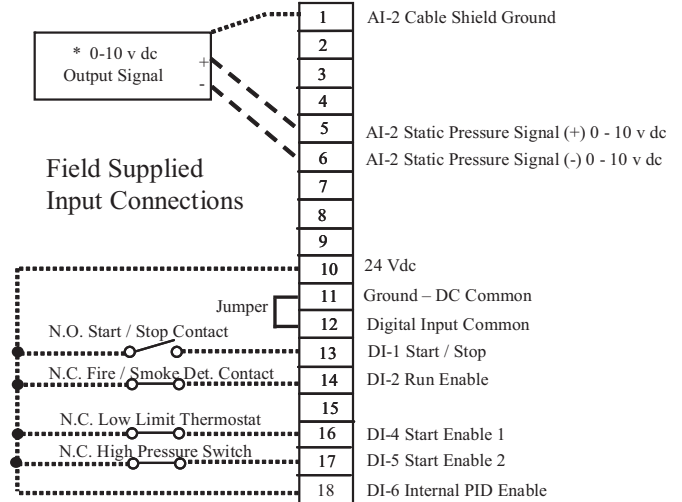 1 AI-2 Cable Shield Ground
* 0-10 v dc
Output Signal
+
-
2
3
4
5 AI-2 Static Pressure Signal (+) 0 - 10 v dc
6 AI-2 Static Pressure Signal (-) 0 - 10 v dc
Field Supplied
Input Connections
7
8
9
10 24 Vdc
11 Ground – DC Common
Jumper
12 Digital Input Common
N.O. Start / Stop Contact
13 DI-1 Start / Stop
N.C. Fire / Smoke Det. Contact
14 DI-2 Run Enable
15
N.C. Low Limit Thermostat
16 DI-4 Start Enable 1
N.C. High Pressure Switch
17 DI-5 Start Enable 2
18 DI-6 Internal PID Enable